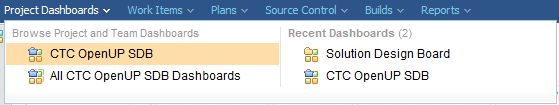 Project Dashboards Work Items Plans Source Control Builds Reports
Browse Project and Team Dashboards
CTC OpenUP SDB
All CTC OpenUP SDB Dashboards
Recent Dashboards (2)
Solution Design Board
CTC OpenUP SDB